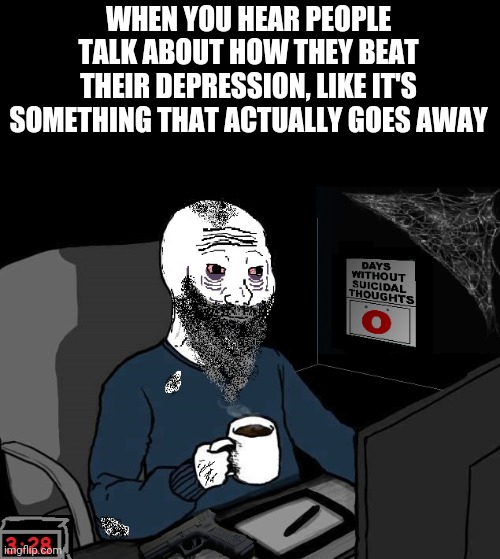 WHEN YOU HEAR PEOPLE
TALK ABOUT HOW THEY BEAT
THEIR DEPRESSION, LIKE IT'S
SOMETHING THAT ACTUALLY GOES AWAY
DAYS
WITHOUT
SUICIDAL
THOUGHTS
0
3:28
imgflip.com